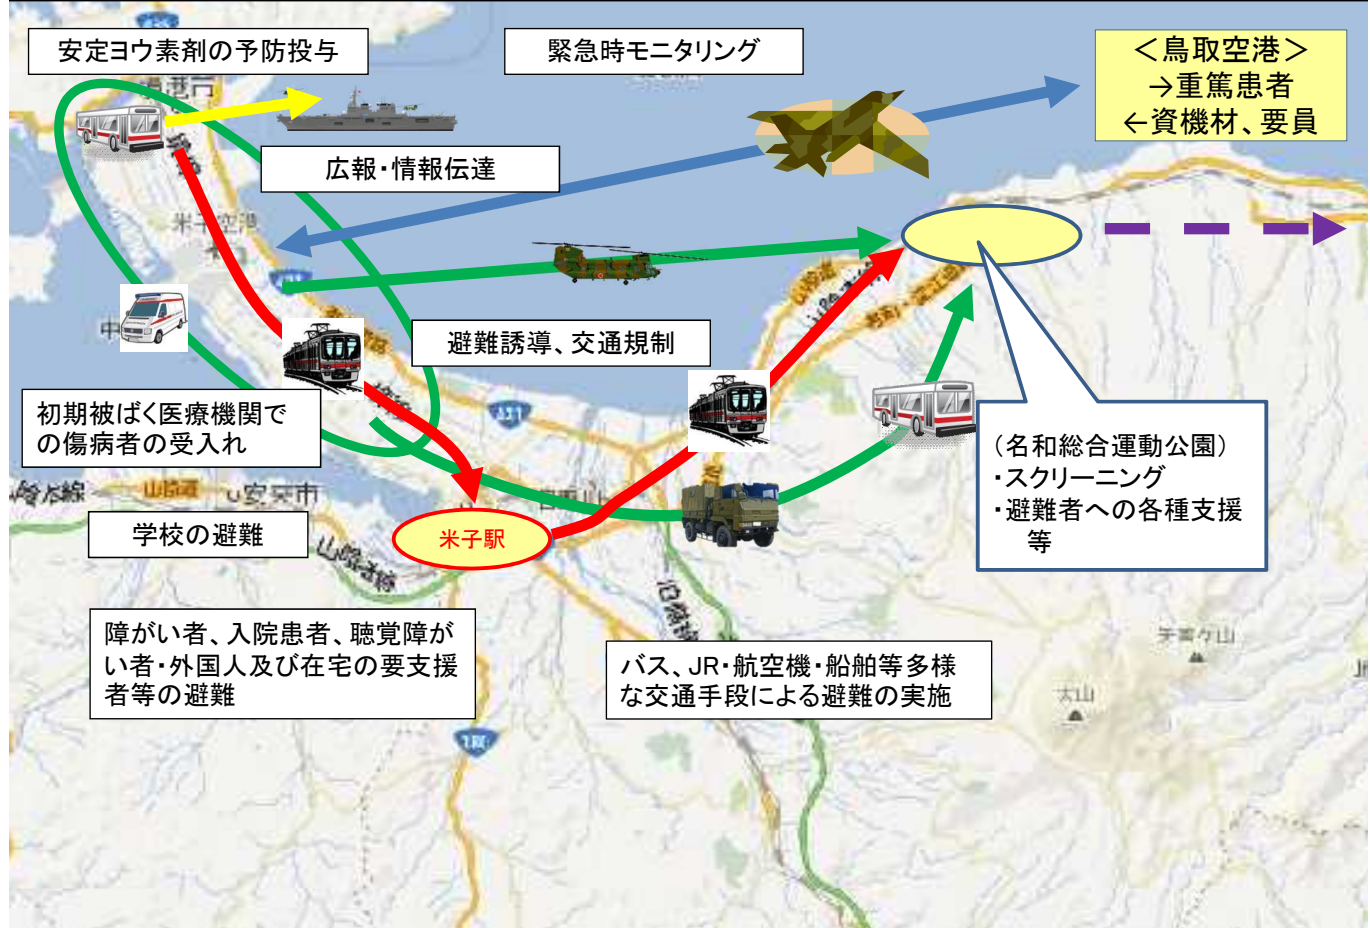 安定ヨウ素剤の予防投与
緊急時モニタリング
＜鳥取空港＞
→重篤患者
←資機材、要員
広報・情報伝達
米子空港
避難誘導、交通規制
初期被ばく医療機関で
の傷病者の受入れ
(名和総合運動公園)
・スクリーニング
・避難者への各種支援
等
学校の避難
米子駅
障がい者、入院患者、聴覚障が
い者・外国人及び在宅の要支援
者等の避難
バス、JR・航空機・船舶等多様
な交通手段による避難の実施